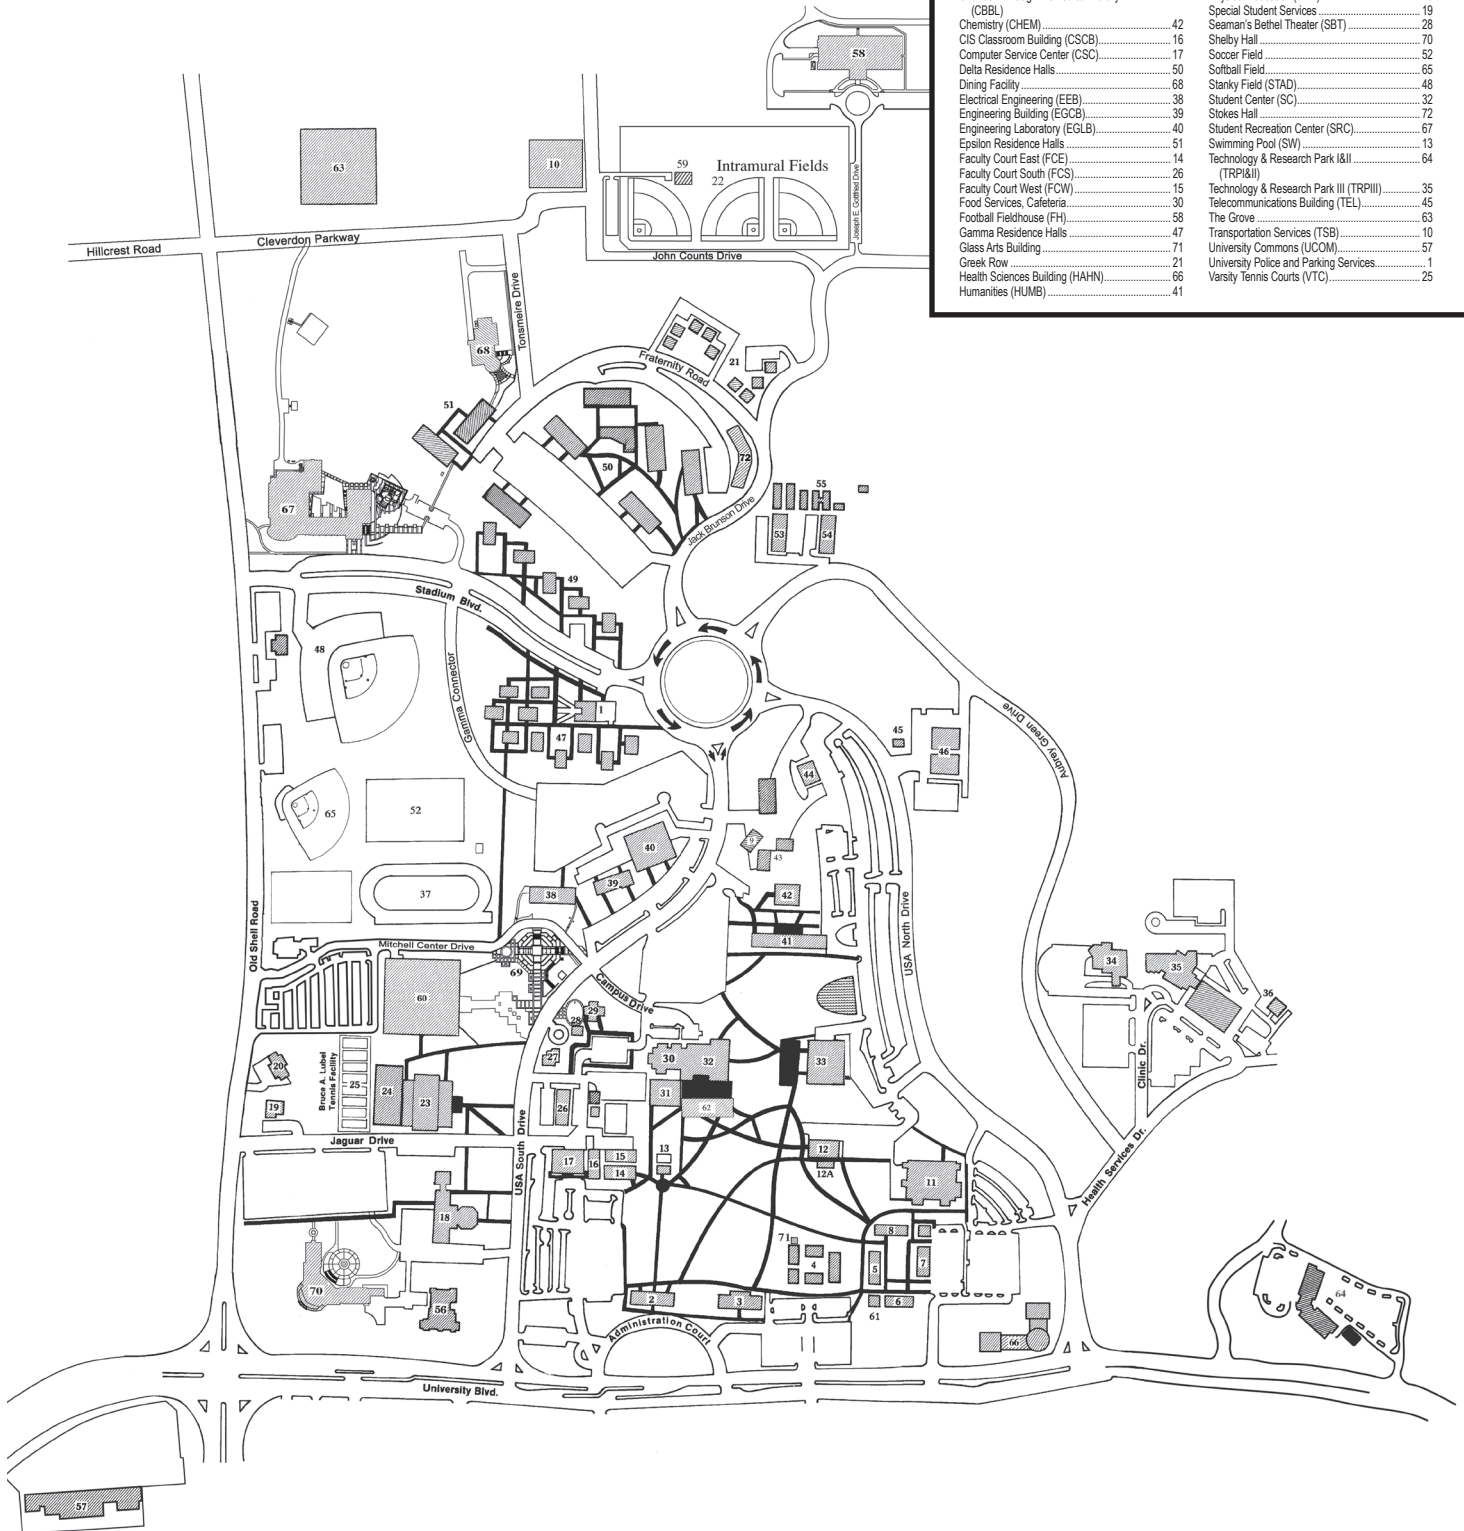 (CBBL)
Chemistry (CHEM) 42
CIS Classroom Building (CSCB) 16
Computer Service Center (CSC) 17
Delta Residence Halls 50
Dining Facility 68
Electrical Engineering (EEB) 38
Engineering Building (EGCB) 39
Engineering Laboratory (EGLB) 40
Epsilon Residence Halls 51
Faculty Court East (FCE) 14
Faculty Court South (FCS) 26
Faculty Court West (FCW) 15
Food Services, Cafeteria 30
Football Fieldhouse (FH) 58
Gamma Residence Halls 47
Glass Arts Building 71
Greek Row 21
Health Sciences Building (HAHN) 66
Humanities (HUMB) 41
Special Student Services 19
Seaman's Bethel Theater (SBT) 28
Shelby Hall 70
Soccer Field 52
Softball Field 65
Stanky Field (STAD) 48
Student Center (SC) 32
Stokes Hall 72
Student Recreation Center (SRC) 67
Swimming Pool (SW) 13
Technology & Research Park I&II 64
(TRPI&II)
Technology & Research Park III (TRPIII) 35
Telecommunications Building (TEL) 45
The Grove 63
Transportation Services (TSB) 10
University Commons (UCOM) 57
University Police and Parking Services 1
Varsity Tennis Courts (VTC) 25
58
63
10
59
Intramural Fields
22
Joseph E. Gottfried Drive
Hillcrest Road
Cleverdon Parkway
John Counts Drive
Tonsmeire Drive
68
Fraternity Road
21
51
50
72
67
Jack Brunson Drive
55
53
54
49
Stadium Blvd.
48
Gamma Connector
1
47
45
46
Aubrey Green Drive
44
65
52
40
9
43
39
38
42
37
41
Old Shell Road
Mitchell Center Drive
USA North Drive
69
60
Campus Drive
34
35
36
29
28
27
30
32
33
20
Bruce A. Lubel
Tennis Facility
25
24
23
31
62
26
19
Clinic Dr.
Jaguar Drive
USA South Drive
13
12
12A
17
16
15
14
11
Health Services Dr.
18
8
71
4
5
7
70
56
2
3
61
6
64
66
Administration Court
University Blvd.
57